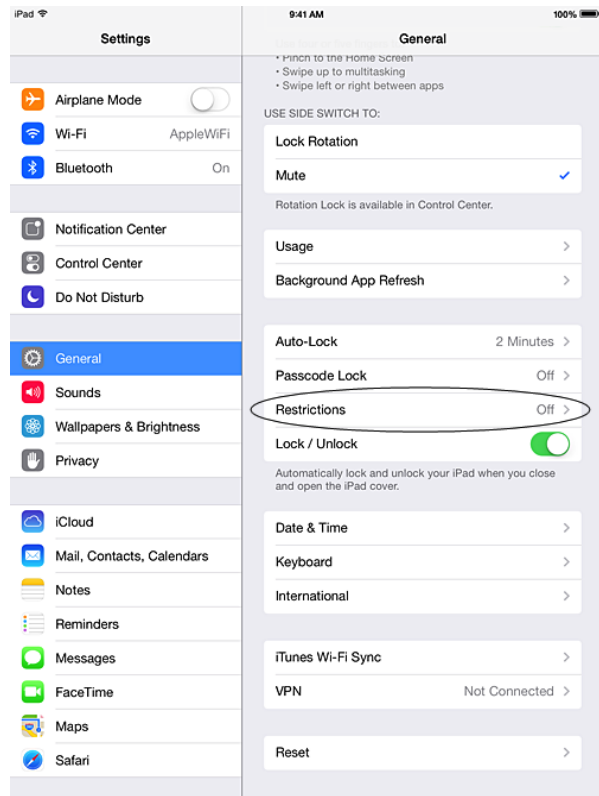 iPad
9:41 AM
100%
Settings
General
• Pinch to the Home Screen
• Swipe up to multitasking
• Swipe left or right between apps
Airplane Mode
Wi-Fi AppleWiFi
Bluetooth On
Notification Center
Control Center
Do Not Disturb
General
Sounds
Wallpapers & Brightness
Privacy
iCloud
Mail, Contacts, Calendars
Notes
Reminders
Messages
FaceTime
Maps
Safari
USE SIDE SWITCH TO:
Lock Rotation
Mute
Rotation Lock is available in Control Center.
Usage
Background App Refresh
Auto-Lock 2 Minutes
Passcode Lock Off
Restrictions Off
Lock / Unlock
Automatically lock and unlock your iPad when you close
and open the iPad cover.
Date & Time
Keyboard
International
iTunes Wi-Fi Sync
VPN Not Connected
Reset